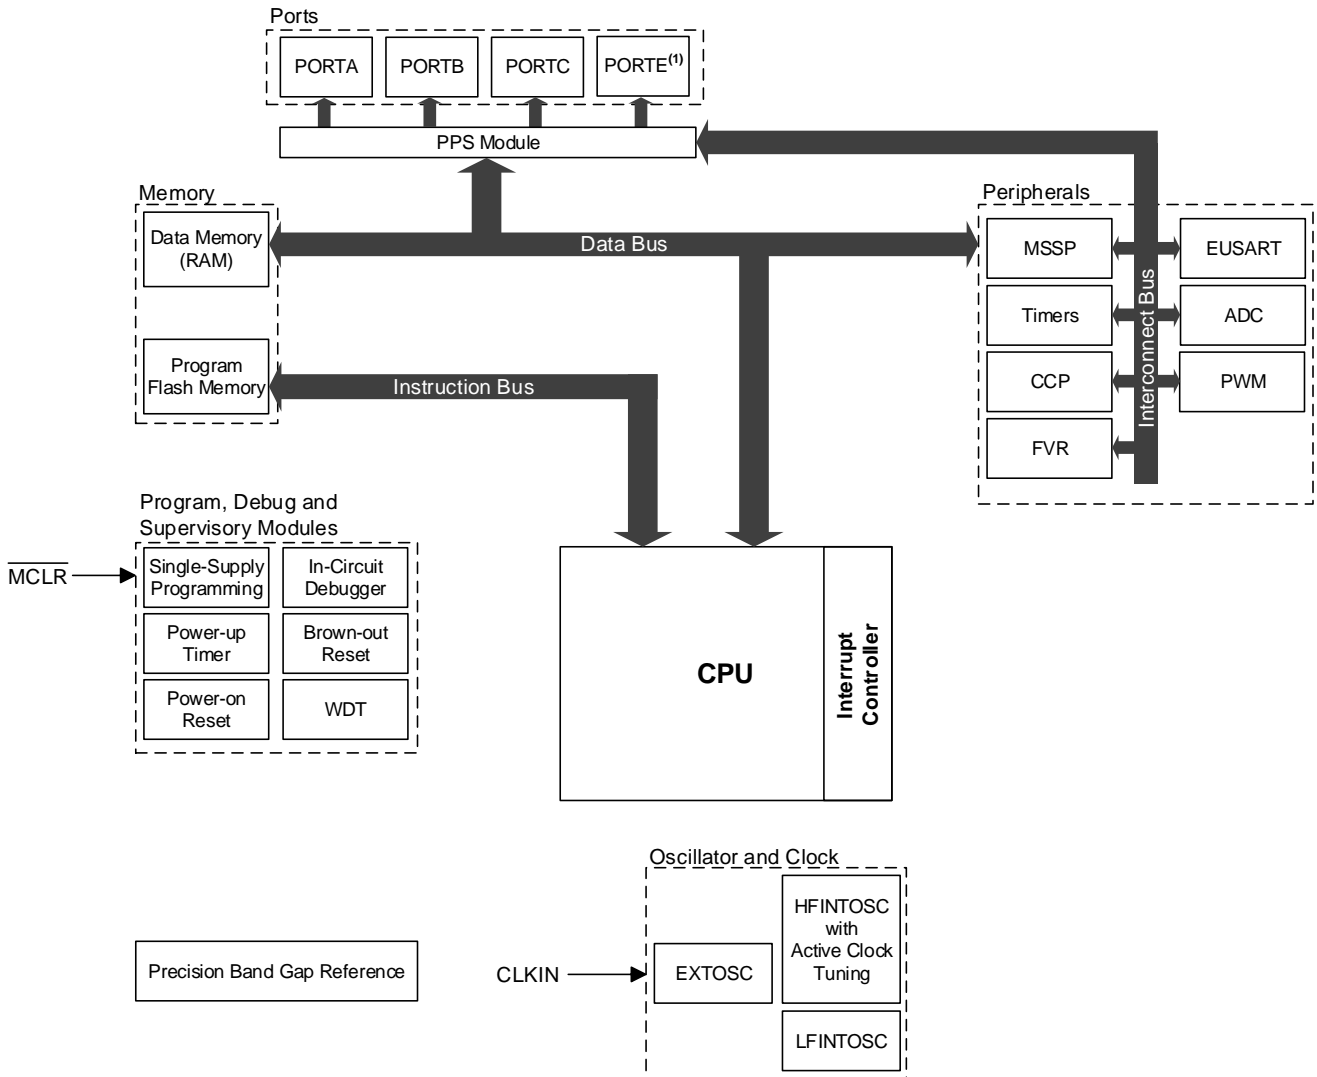 Ports
PORTA
PORTB
PORTC
PORTE(1)
PPS Module
Memory
Data Memory
(RAM)
Data Bus
Program
Flash Memory
Instruction Bus
Peripherals
MSSP
EUSART
Timers
ADC
CCP
PWM
FVR
Interconnect Bus
Program, Debug and
Supervisory Modules
MCLR
Single-Supply
Programming
In-Circuit
Debugger
Power-up
Timer
Brown-out
Reset
Power-on
Reset
WDT
CPU
Interrupt
Controller
Oscillator and Clock
HFINTOSC
with
Active Clock
Tuning
CLKIN
EXTOSC
LFINTOSC
Precision Band Gap Reference